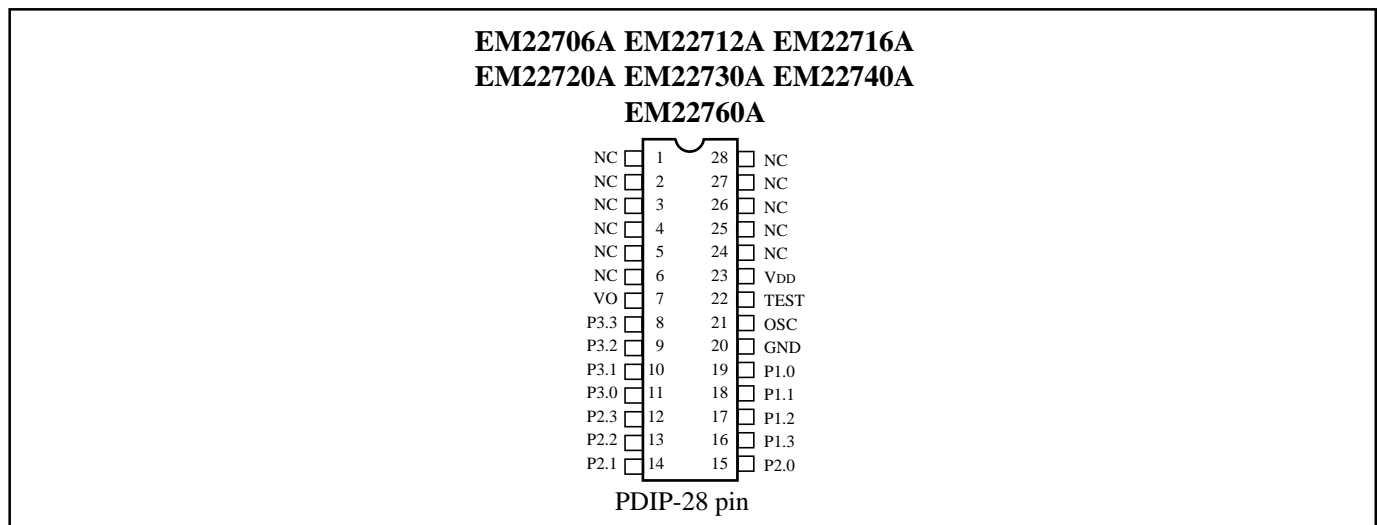 EM22706A EM22712A EM22716A
EM22720A EM22730A EM22740A
EM22760A
NC 1 28 NC
NC 2 27 NC
NC 3 26 NC
NC 4 25 NC
NC 5 24 NC
NC 6 23 VDD
VO 7 22 TEST
P3.3 8 21 OSC
P3.2 9 20 GND
P3.1 10 19 P1.0
P3.0 11 18 P1.1
P2.3 12 17 P1.2
P2.2 13 16 P1.3
P2.1 14 15 P2.0
PDIP-28 pin